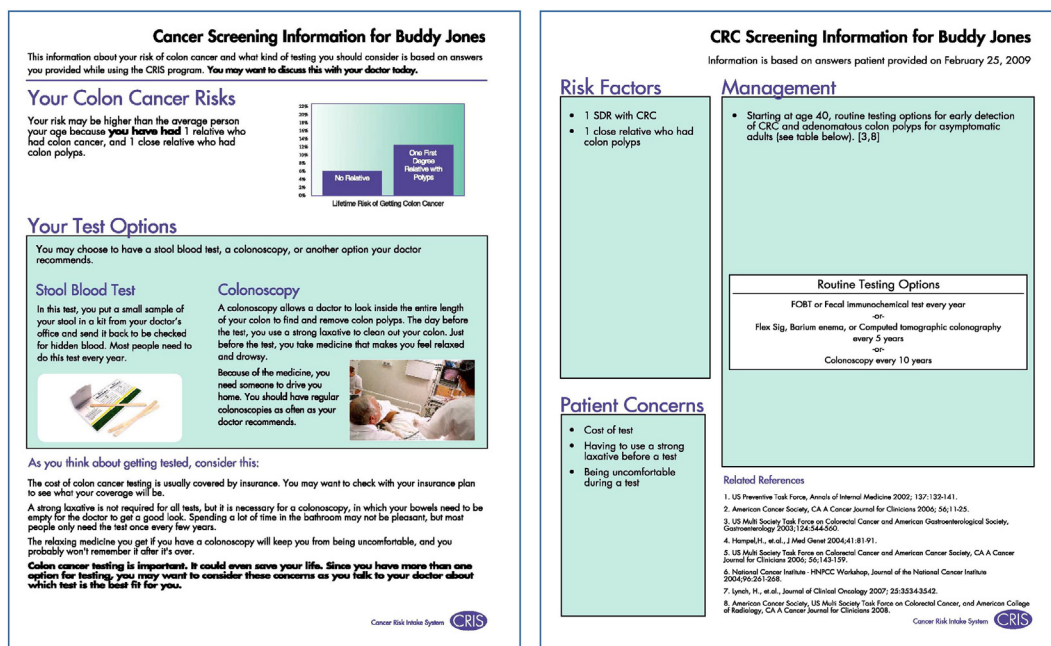 Cancer Screening Information for Buddy Jones
This information about your risk of colon cancer and what kind of testing you should consider is based on answers
you provided while using the CRIS program. You may want to discuss this with your doctor today.
Your Colon Cancer Risks
Your risk may be higher than the average person
your age because you have had 1 relative who
had colon cancer, and 1 close relative who had
colon polyps.
22%
20%
18%
16%
14%
12%
10%
8%
6%
4%
2%
0%
No Relative
One First
Degree
Relative with
Polyps
Lifetime Risk of Getting Colon Cancer
Your Test Options
You may choose to have a stool blood test, a colonoscopy, or another option your doctor
recommends.
Stool Blood Test
In this test, you put a small sample of
your stool in a kit from your doctor's
office and send it back to be checked
for hidden blood. Most people need to
do this test every year.
Colonoscopy
A colonoscopy allows a doctor to look inside the entire length
of your colon to find and remove colon polyps. The day before
the test, you use a strong laxative to clean out your colon. Just
before the test, you take medicine that makes you feel relaxed
and drowsy.
Because of the medicine, you
need someone to drive you
home. You should have regular
colonoscopies as often as your
doctor recommends.
As you think about getting tested, consider this:
The cost of colon cancer testing is usually covered by insurance. You may want to check with your insurance plan
to see what your coverage will be.
A strong laxative is not required for all tests, but it is necessary for a colonoscopy, in which your bowels need to be
empty for the doctor to get a good look. Spending a lot of time in the bathroom may not be pleasant, but most
people only need the test once every few years.
The relaxing medicine you get if you have a colonoscopy will keep you from being uncomfortable, and you
probably won't remember it after it's over.
Colon cancer testing is important. It could even save your life. Since you have more than one
option for testing, you may want to consider these concerns as you talk to your doctor about
which test is the best fit for you.
Cancer Risk Intake System CRIS
CRC Screening Information for Buddy Jones
Information is based on answers patient provided on February 25, 2009
Risk Factors
• 1 SDR with CRC
• 1 close relative who had
colon polyps
Management
• Starting at age 40, routine testing options for early detection
of CRC and adenomatous colon polyps for asymptomatic
adults (see table below). [3,8]
Routine Testing Options
FOBT or Fecal immunochemical test every year
-or-
Flex Sig, Barium enema, or Computed tomographic colonography
every 5 years
-or-
Colonoscopy every 10 years
Patient Concerns
• Cost of test
• Having to use a strong
laxative before a test
• Being uncomfortable
during a test
Related References
1. US Preventive Task Force, Annals of Internal Medicine 2002; 137:132-141.
2. American Cancer Society, CA A Cancer Journal for Clinicians 2006; 56;11-25.
3. US Multi Society Task Force on Colorectal Cancer and American Gastroenterological Society,
Gastroenterology 2003;124:544-560.
4. Hampel,H., et.al., J Med Genet 2004;41:81-91.
5. US Multi Society Task Force on Colorectal Cancer and American Cancer Society, CA A Cancer
Journal for Clinicians 2006; 56;143-159.
6. National Cancer Institute - HNPCC Workshop, Journal of the National Cancer Institute
2004;96:261-268.
7. Lynch, H., et.al., Journal of Clinical Oncology 2007; 25:3534-3542.
8. American Cancer Society, US Multi Society Task Force on Colorectal Cancer, and American College
of Radiology, CA A Cancer Journal for Clinicians 2008.
Cancer Risk Intake System CRIS